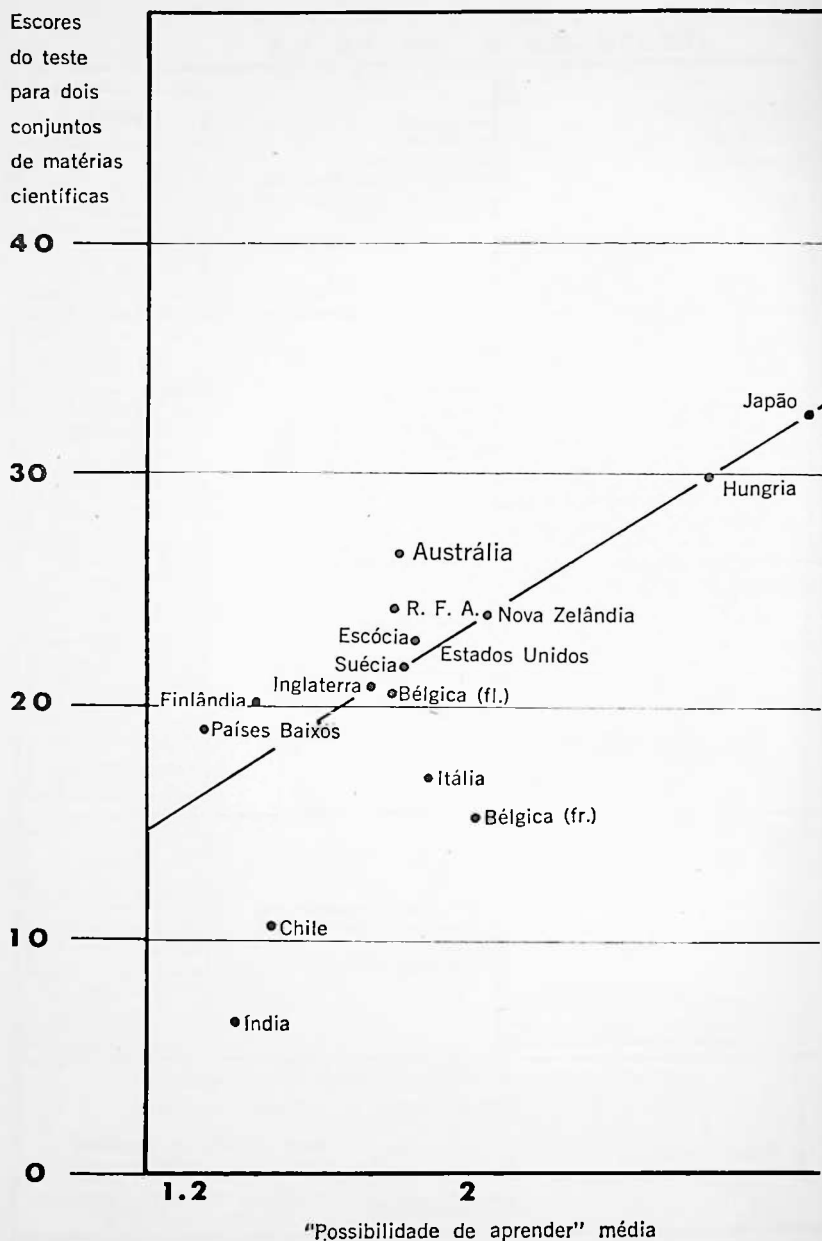 Escores
do teste
para dois
conjuntos
de matérias
científicas
40
Japão
30
Hungria
Austrália
R. F. A.
Nova Zelândia
Escócia
Estados Unidos
Suécia
Inglaterra
Bélgica (fl.)
Finlândia
20
Países Baixos
Itália
Bélgica (fr.)
10
Chile
Índia
0
1.2 2
"Possibilidade de aprender" média